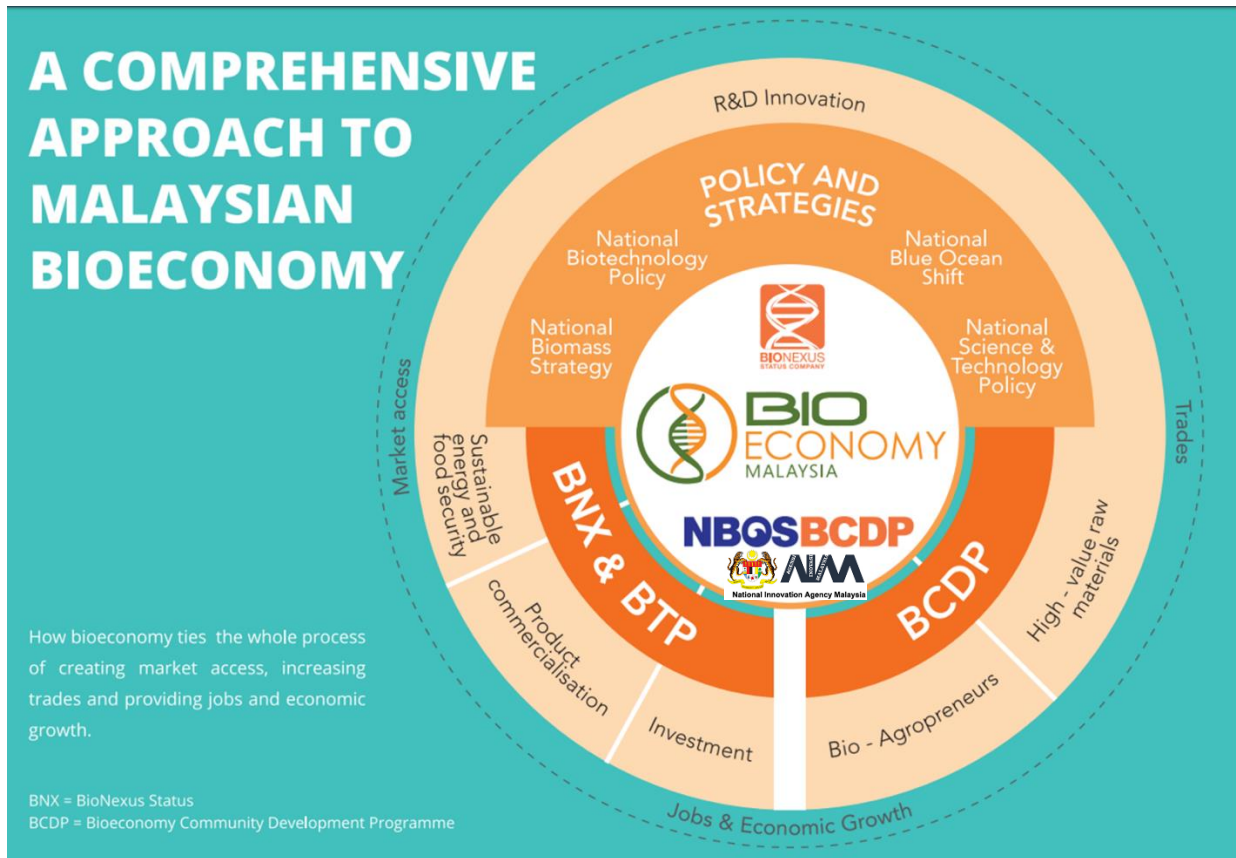 A COMPREHENSIVE
APPROACH TO
MALAYSIAN
BIOECONOMY
How bioeconomy ties the whole process
of creating market access, increasing
trades and providing jobs and economic
growth.
BNX = BioNexus Status
BCDP = Bioeconomy Community Development Programme
R&D Innovation
POLICY AND
STRATEGIES
National
Biotechnology
Policy
National
Blue Ocean
Shift
National
Biomass
Strategy
National
Science &
Technology
Policy
BIONEXUS
STATUS COMPANY
BIO
ECONOMY
MALAYSIA
NBOSBCDP
AGENSI
INOVASI
MALAYSIA
AIM
National Innovation Agency Malaysia
Market access
Trades
Jobs & Economic Growth
Sustainable
energy and
food security
BNX & BTP
BCDP
Product
commercialisation
Investment
Bio - Agropreneurs
High - value raw
materials